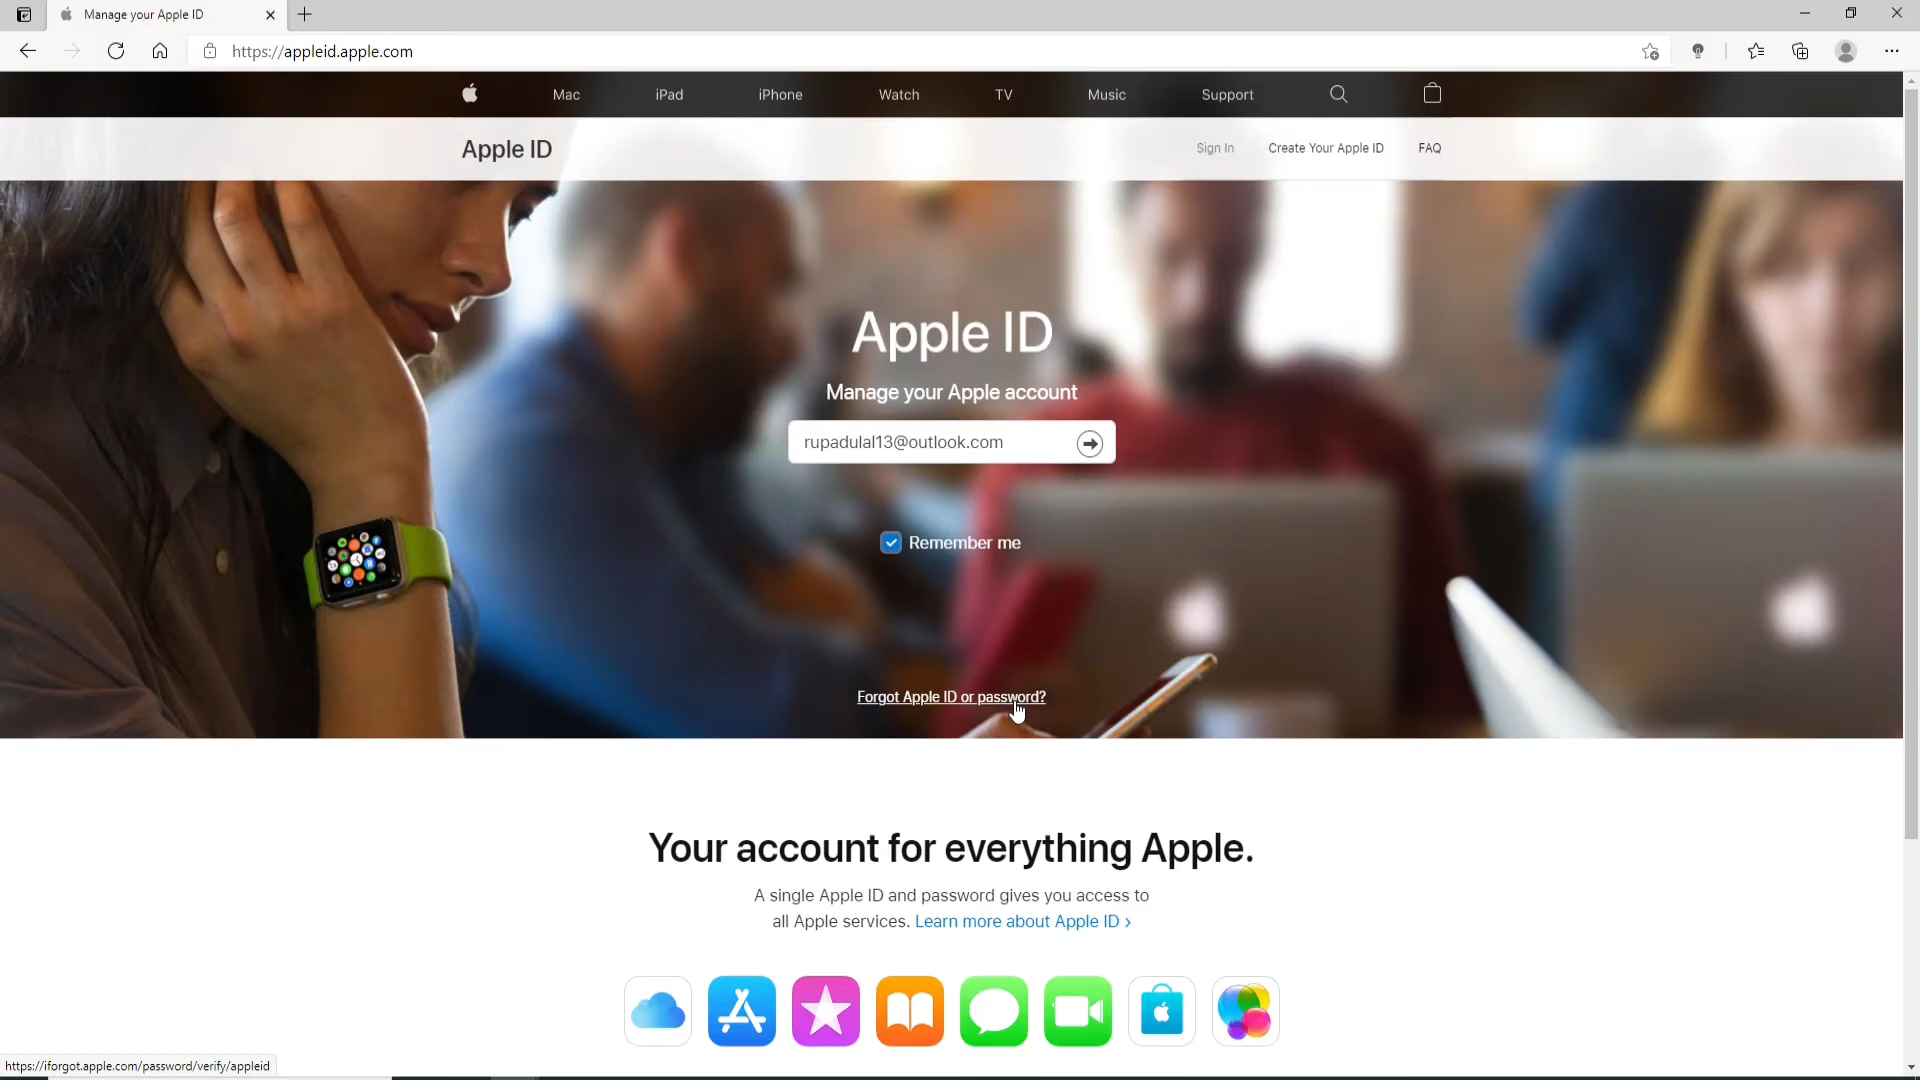 Manage your Apple ID
https://appleid.apple.com
Mac iPad iPhone Watch TV Music Support
Apple ID
Sign In Create Your Apple ID FAQ
Apple ID
Manage your Apple account
rupadulal13@outlook.com
Remember me
Forgot Apple ID or password?
Your account for everything Apple.
A single Apple ID and password gives you access to
all Apple services. Learn more about Apple ID >
https://iforgot.apple.com/password/verify/appleid